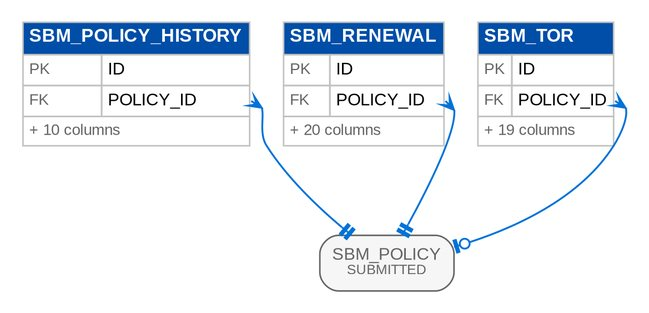 SBM_POLICY_HISTORY
PK ID
FK POLICY_ID
+ 10 columns
SBM_RENEWAL
PK ID
FK POLICY_ID
+ 20 columns
SBM_TOR
PK ID
FK POLICY_ID
+ 19 columns
SBM_POLICY
SUBMITTED